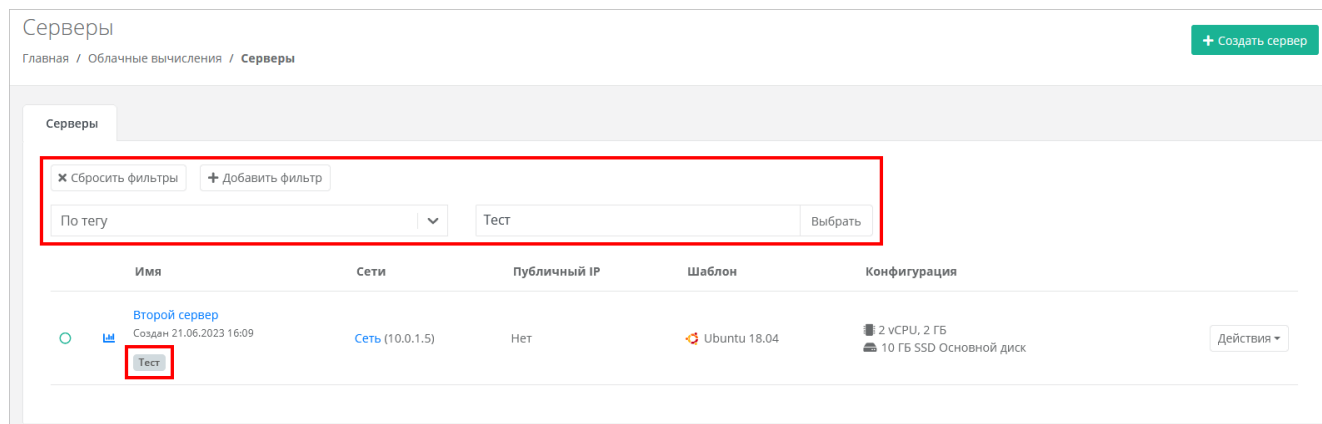 Серверы
+ Создать сервер
Главная / Облачные вычисления / Серверы
Серверы
Сбросить фильтры + Добавить фильтр
По тегу Тест Выбрать
Имя Сети Публичный IP Шаблон Конфигурация
Второй сервер
Создан 21.06.2023 16:09
Тест
Сеть (10.0.1.5)
Нет
Ubuntu 18.04
2 vCPU, 2 ГБ
10 ГБ SSD Основной диск
Действия